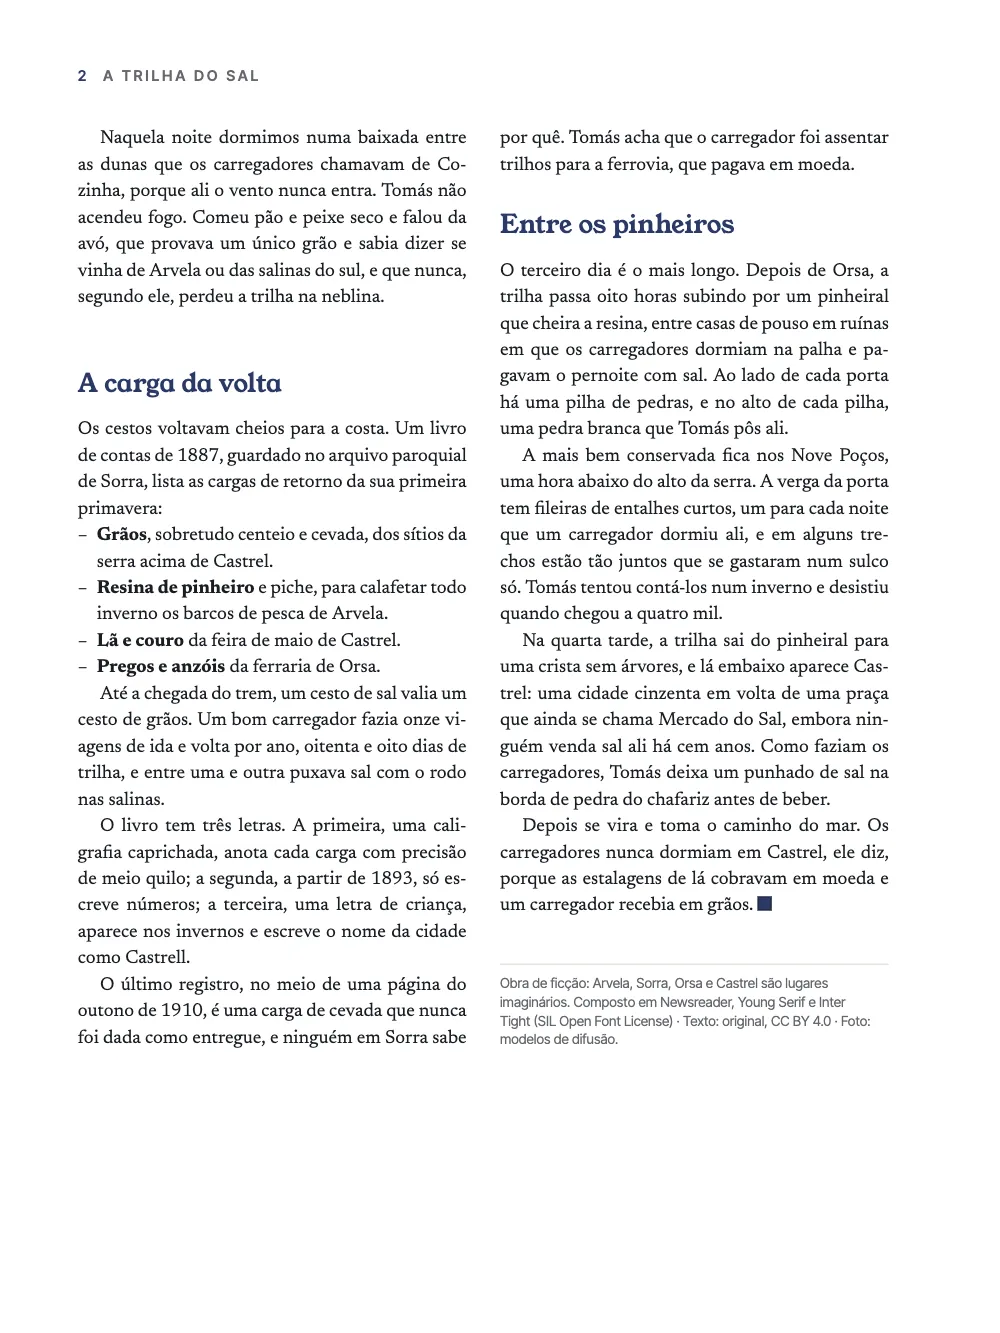 2 A TRILHA DO SAL
Naquela noite dormimos numa baixada entre
as dunas que os carregadores chamavam de Co-
zinha, porque ali o vento nunca entra. Tomás não
acendeu fogo. Comeu pão e peixe seco e falou da
avó, que provava um único grão e sabia dizer se
vinha de Arvela ou das salinas do sul, e que nunca,
segundo ele, perdeu a trilha na neblina.
A carga da volta
Os cestos voltavam cheios para a costa. Um livro
de contas de 1887, guardado no arquivo paroquial
de Sorra, lista as cargas de retorno da sua primeira
primavera:
– Grãos, sobretudo centeio e cevada, dos sítios da
serra acima de Castrel.
– Resina de pinheiro e piche, para calafetar todo
inverno os barcos de pesca de Arvela.
– Lã e couro da feira de maio de Castrel.
– Pregos e anzóis da ferraria de Orsa.
Até a chegada do trem, um cesto de sal valia um
cesto de grãos. Um bom carregador fazia onze vi-
agens de ida e volta por ano, oitenta e oito dias de
trilha, e entre uma e outra puxava sal com o rodo
nas salinas.
O livro tem três letras. A primeira, uma cali-
grafia caprichada, anota cada carga com precisão
de meio quilo; a segunda, a partir de 1893, só es-
creve números; a terceira, uma letra de criança,
aparece nos invernos e escreve o nome da cidade
como Castrell.
O último registro, no meio de uma página do
outono de 1910, é uma carga de cevada que nunca
foi dada como entregue, e ninguém em Sorra sabe
por quê. Tomás acha que o carregador foi assentar
trilhos para a ferrovia, que pagava em moeda.
Entre os pinheiros
O terceiro dia é o mais longo. Depois de Orsa, a
trilha passa oito horas subindo por um pinheiral
que cheira a resina, entre casas de pouso em ruínas
em que os carregadores dormiam na palha e pa-
gavam o pernoite com sal. Ao lado de cada porta
há uma pilha de pedras, e no alto de cada pilha,
uma pedra branca que Tomás pôs ali.
A mais bem conservada fica nos Nove Poços,
uma hora abaixo do alto da serra. A verga da porta
tem fileiras de entalhes curtos, um para cada noite
que um carregador dormiu ali, e em alguns tre-
chos estão tão juntos que se gastaram num sulco
só. Tomás tentou contá-los num inverno e desistiu
quando chegou a quatro mil.
Na quarta tarde, a trilha sai do pinheiral para
uma crista sem árvores, e lá embaixo aparece Cas-
trel: uma cidade cinzenta em volta de uma praça
que ainda se chama Mercado do Sal, embora nin-
guém venda sal ali há cem anos. Como faziam os
carregadores, Tomás deixa um punhado de sal na
borda de pedra do chafariz antes de beber.
Depois se vira e toma o caminho do mar. Os
carregadores nunca dormiam em Castrel, ele diz,
porque as estalagens de lá cobravam em moeda e
um carregador recebia em grãos.
Obra de ficção: Arvela, Sorra, Orsa e Castrel são lugares
imaginários. Composto em Newsreader, Young Serif e Inter
Tight (SIL Open Font License) · Texto: original, CC BY 4.0 · Foto:
modelos de difusão.